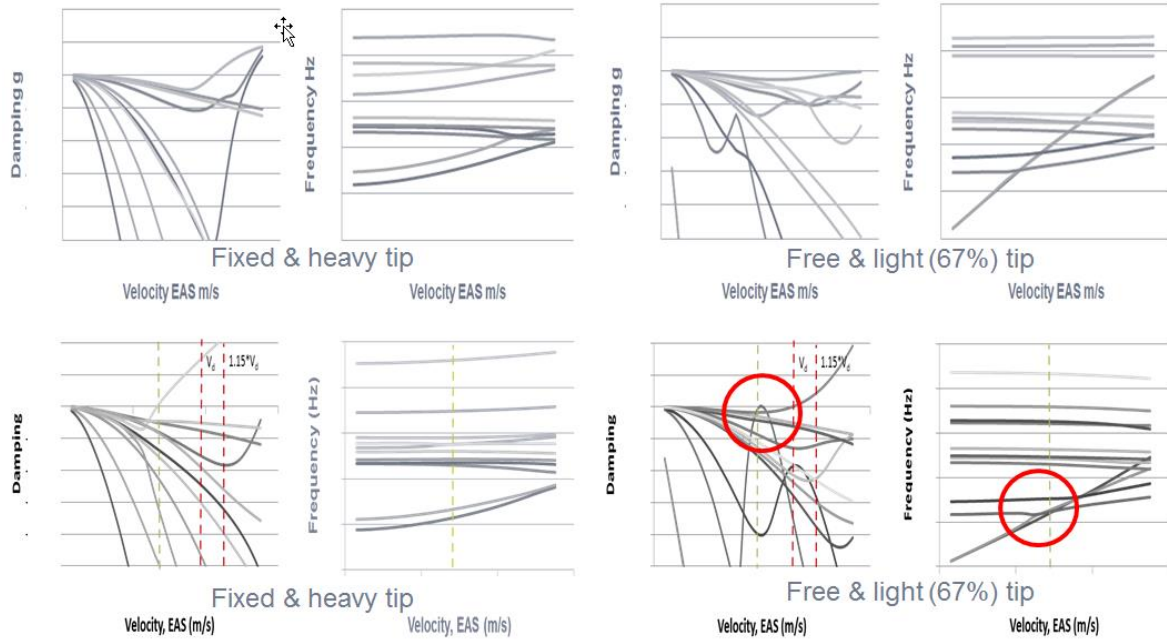 Damping g
Frequency Hz
Fixed & heavy tip
Velocity EAS m/s
Velocity EAS m/s
Damping g
Frequency Hz
Free & light (67%) tip
Velocity EAS m/s
Velocity EAS m/s
Damping
Vd
1.15*Vd
Frequency (Hz)
Fixed & heavy tip
Velocity, EAS (m/s)
Velocity, EAS (m/s)
Damping
Vd
1.15*Vd
Frequency (Hz)
Free & light (67%) tip
Velocity, EAS (m/s)
Velocity, EAS (m/s)